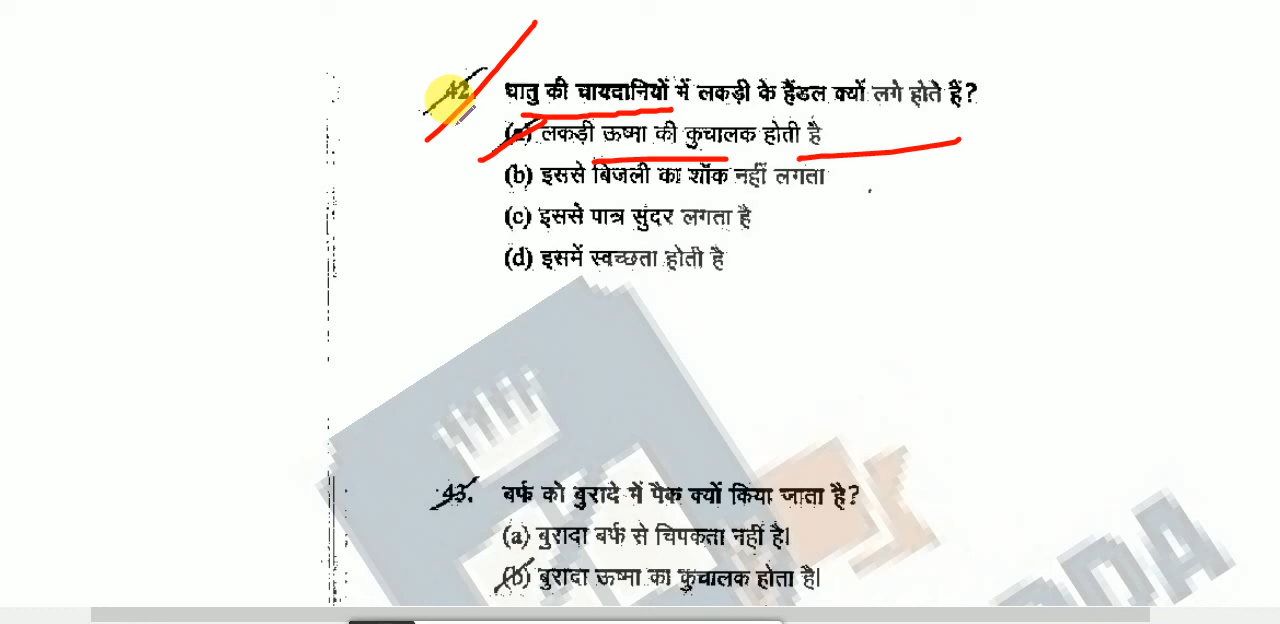 42. धातु की चायदानियों में लकड़ी के हैंडल क्यों लगे होते हैं?
(a) लकड़ी ऊष्मा की कुचालक होती है
(b) इससे बिजली का शॉक नहीं लगता
(c) इससे पात्र सुंदर लगता है
(d) इसमें स्वच्छता होती है
43. बर्फ को बुरादे में पैक क्यों किया जाता है?
(a) बुरादा बर्फ से चिपकता नहीं है।
(b) बुरादा ऊष्मा का कुचालक होता है।